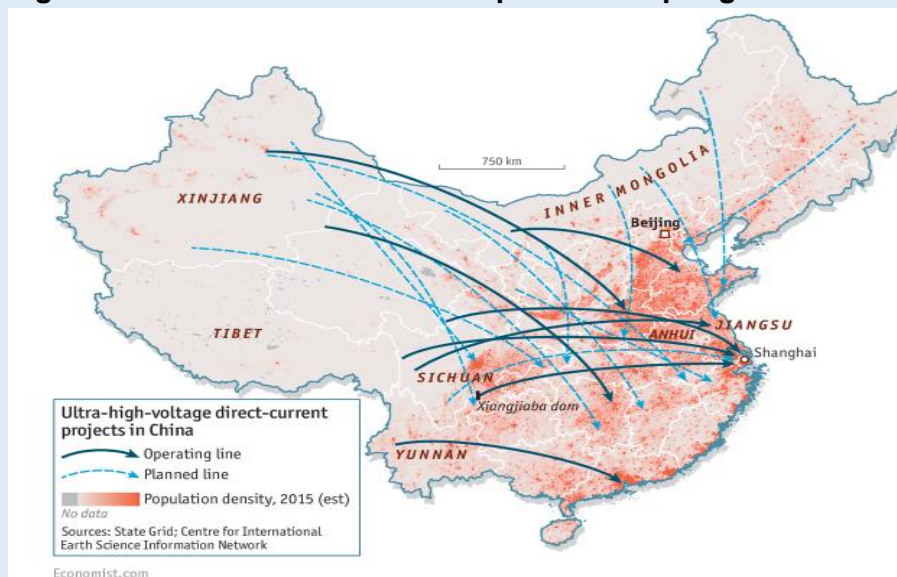 750 km
XINJIANG
INNER MONGOLIA
Beijing
TIBET
JIANGSU
ANHUI
Shanghai
SICHUAN
Xiangjiaba dam
YUNNAN
Ultra-high-voltage direct-current
projects in China
Operating line
Planned line
Population density, 2015 (est)
No data
Sources: State Grid; Centre for International
Earth Science Information Network
Economist.com